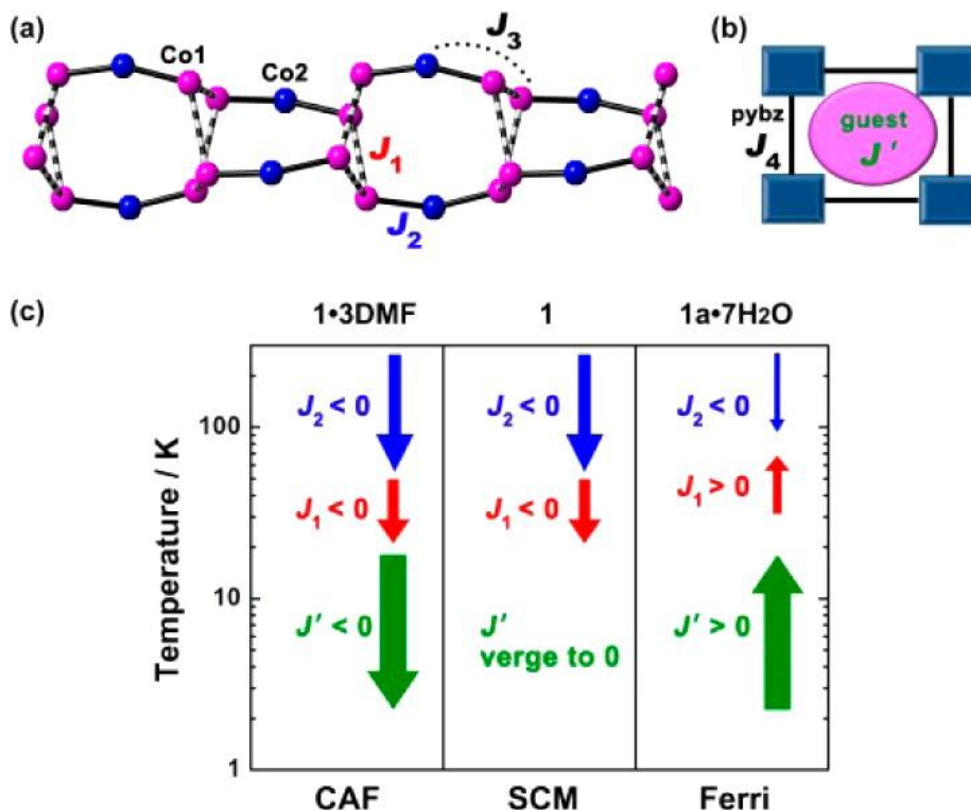 (a)
Co1
Co2
J3
J1
J2
(b)
pybz
J4
guest
J'
(c)
1•3DMF 1 1a•7H2O
Temperature / K
100
10
1
J2 < 0 J2 < 0 J2 < 0
J1 < 0 J1 < 0 J1 > 0
J' < 0 J' J' > 0
verge to 0
CAF SCM Ferri